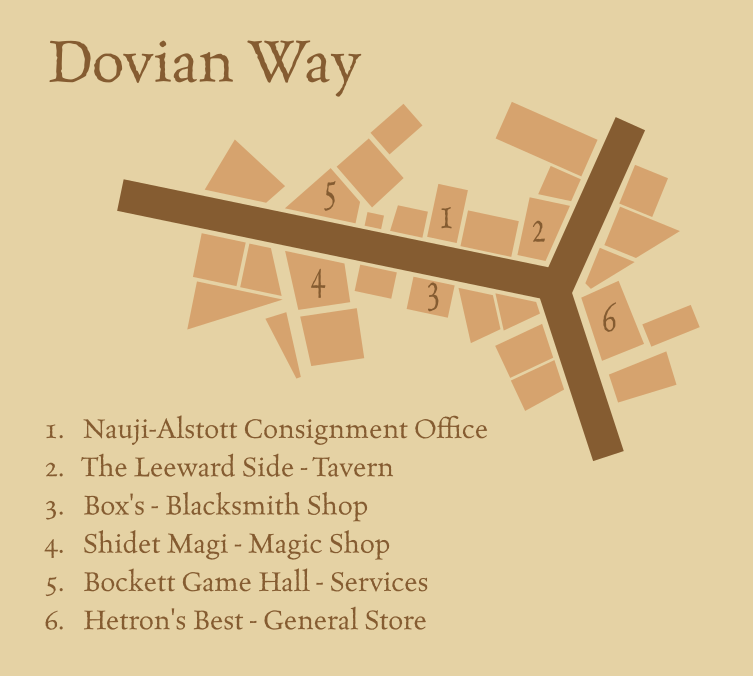 Dovian Way
5
1
2
4
3
6
1. Nauji-Alstott Consignment Office
2. The Leeward Side - Tavern
3. Box's - Blacksmith Shop
4. Shidet Magi - Magic Shop
5. Bockett Game Hall - Services
6. Hetron's Best - General Store